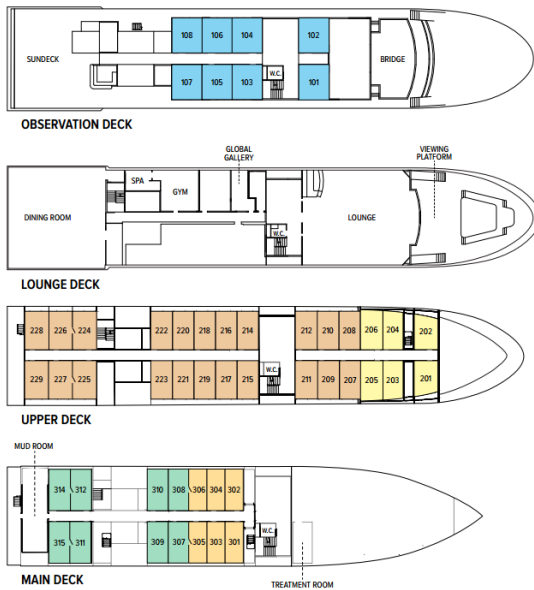 108 106 104 102
SUNDECK BRIDGE
W.C.
107 105 103 101
OBSERVATION DECK
GLOBAL
GALLERY
VIEWING
PLATFORM
SPA
GYM
DINING ROOM LOUNGE
W.C.
LOUNGE DECK
228 226 224 222 220 218 216 214 212 210 208 206 204 202
W.C.
229 227 225 223 221 219 217 215 211 209 207 205 203 201
UPPER DECK
MUD ROOM
314 312 310 308 306 304 302
W.C.
315 311 309 307 305 303 301
MAIN DECK
TREATMENT ROOM